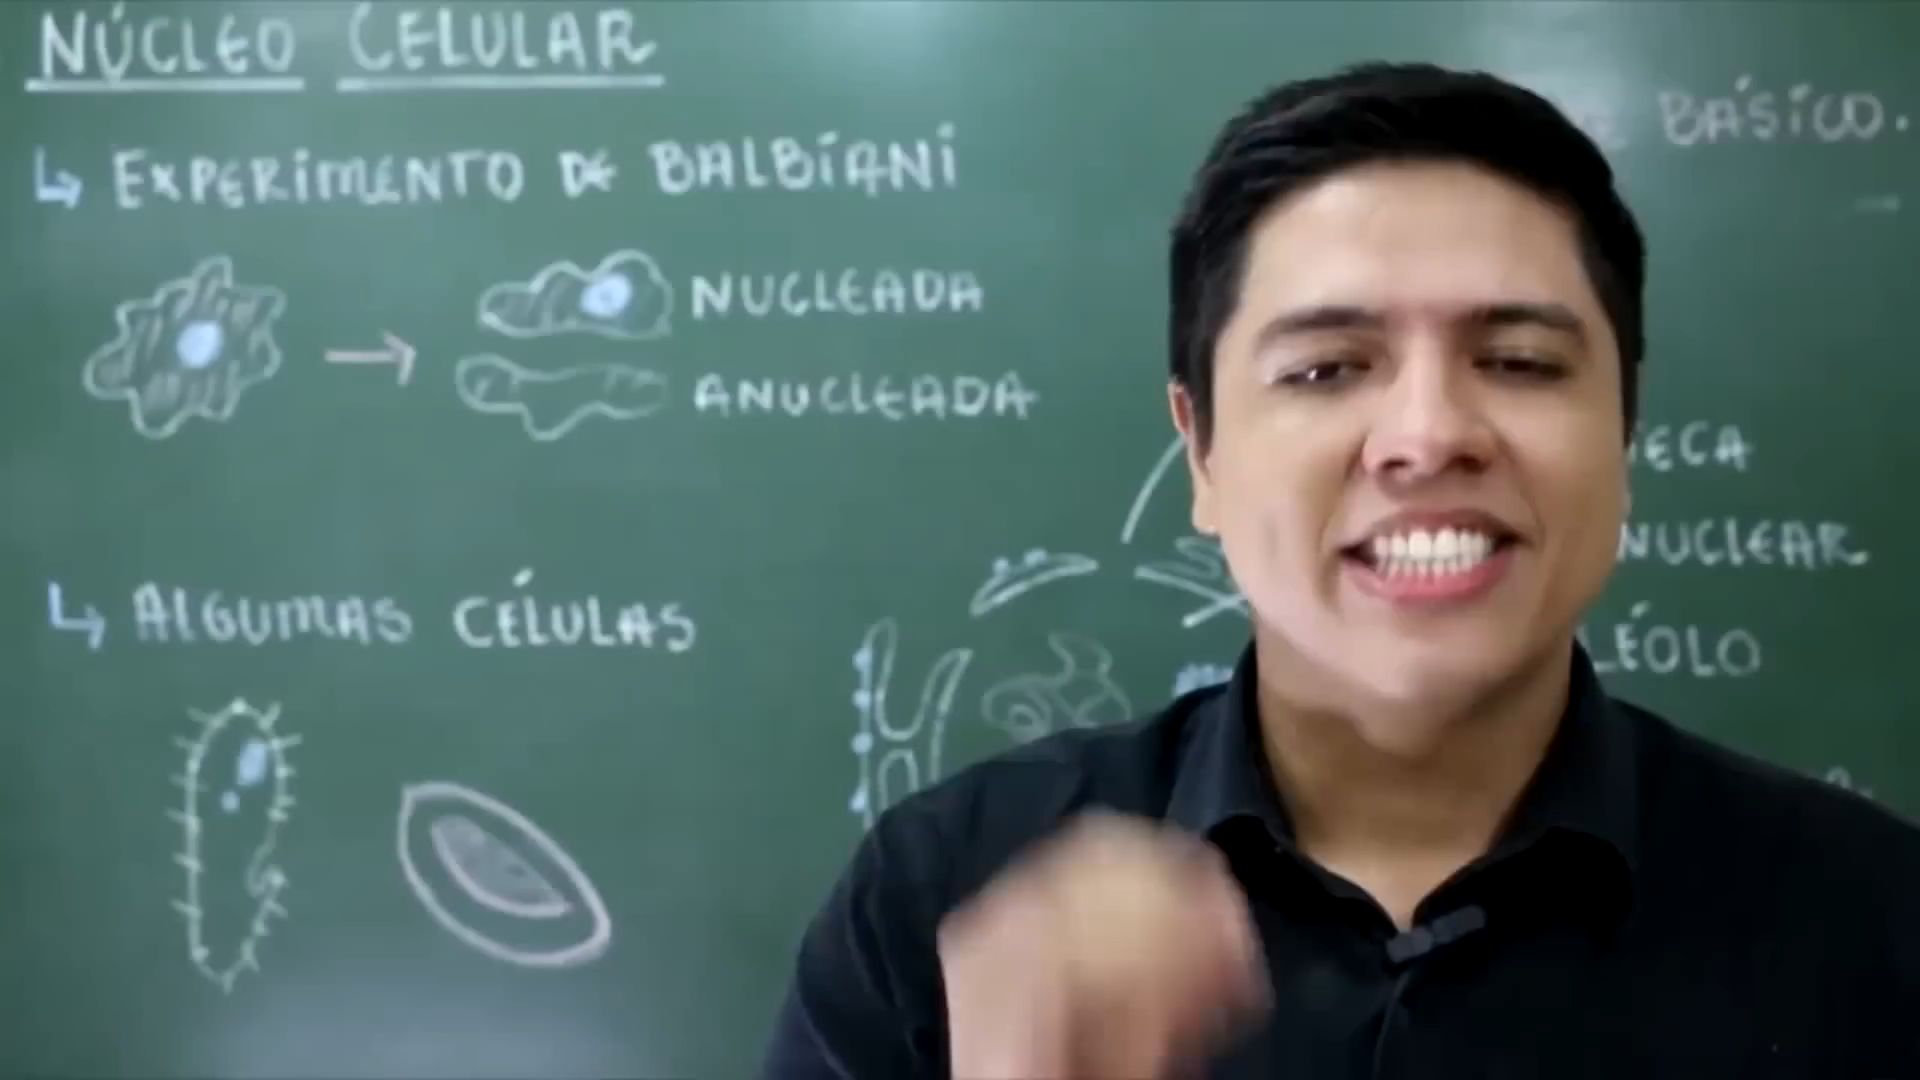 NÚCLEO CELULAR
BÁSICO.
↳ EXPERIMENTO DE BALBIANI
NUCLEADA
ANUCLEADA
NUCLEAR
↳ ALGUMAS CÉLULAS